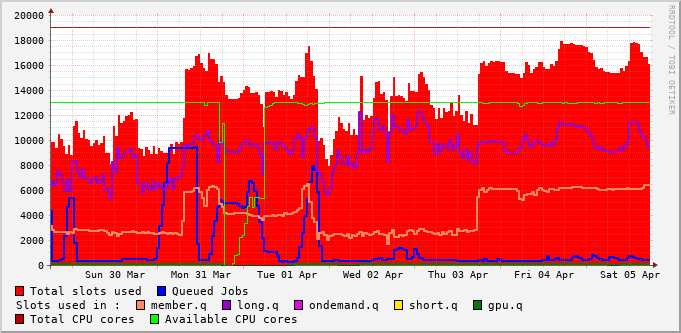 20000
18000
16000
14000
12000
10000
8000
6000
4000
2000
0
Sun 30 Mar Mon 31 Mar Tue 01 Apr Wed 02 Apr Thu 03 Apr Fri 04 Apr Sat 05 Apr
Total slots used Queued Jobs
Slots used in : member.q long.q ondemand.q short.q gpu.q
Total CPU cores Available CPU cores
RRDTOOL / TOBI OETIKER